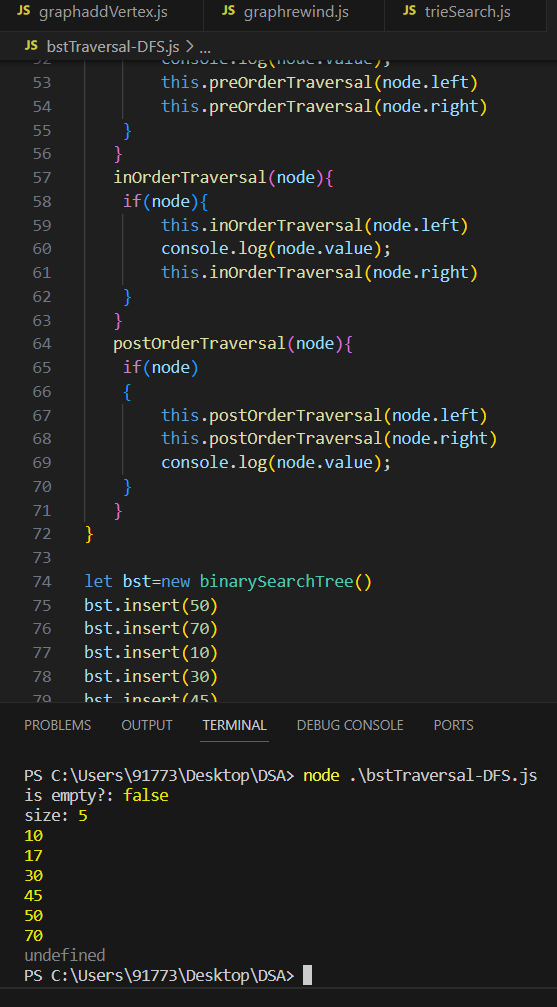 JS graphaddVertex.js JS graphrewind.js JS trieSearch.js
JS bstTraversal-DFS.js > ...
52 console.log(node.value);
53 this.preOrderTraversal(node.left)
54 this.preOrderTraversal(node.right)
55 }
56 }
57 inOrderTraversal(node){
58 if(node){
59 this.inOrderTraversal(node.left)
60 console.log(node.value);
61 this.inOrderTraversal(node.right)
62 }
63 }
64 postOrderTraversal(node){
65 if(node)
66 {
67 this.postOrderTraversal(node.left)
68 this.postOrderTraversal(node.right)
69 console.log(node.value);
70 }
71 }
72 }
73
74 let bst=new binarySearchTree()
75 bst.insert(50)
76 bst.insert(70)
77 bst.insert(10)
78 bst.insert(30)
79 bst.insert(45)
PROBLEMS OUTPUT TERMINAL DEBUG CONSOLE PORTS
PS C:\Users\91773\Desktop\DSA> node .\bstTraversal-DFS.js
is empty?: false
size: 5
10
17
30
45
50
70
undefined
PS C:\Users\91773\Desktop\DSA>